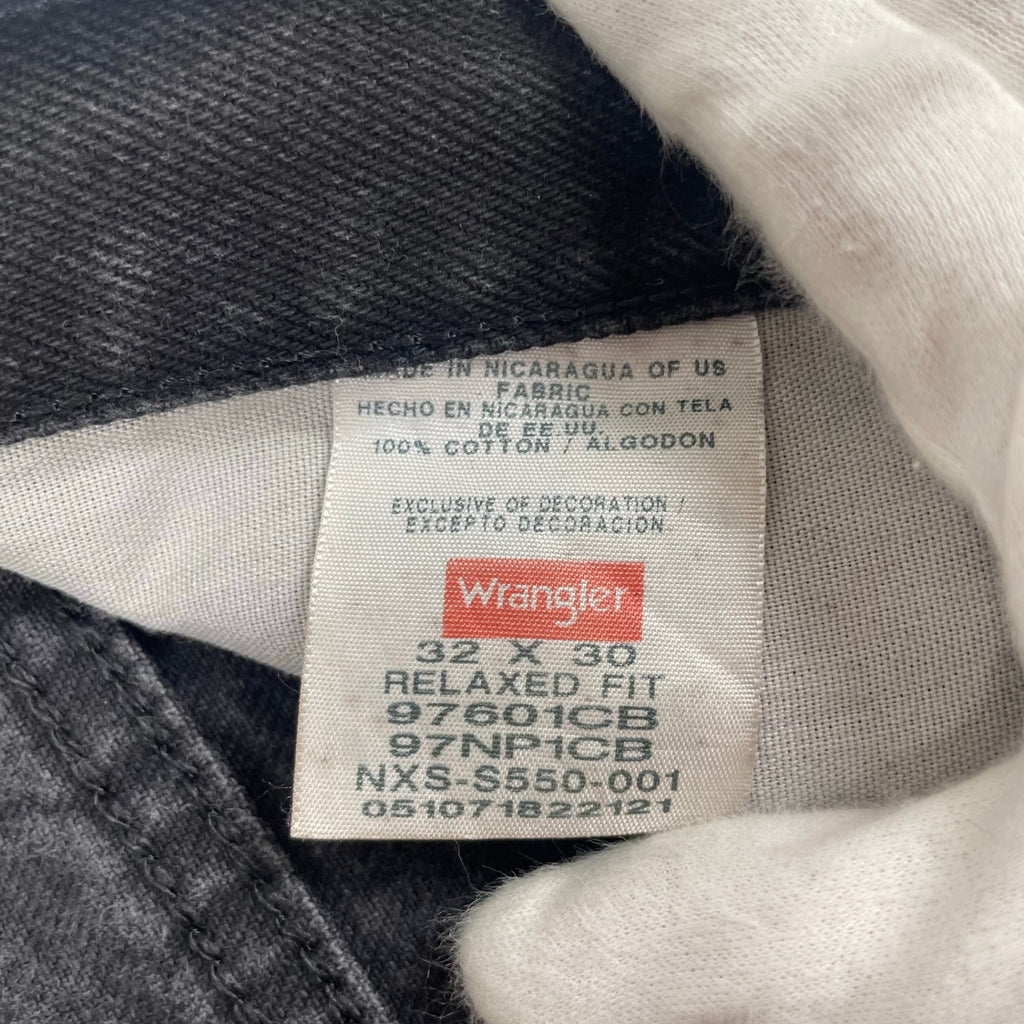 MADE IN NICARAGUA OF US
FABRIC
HECHO EN NICARAGUA CON TELA
DE EE UU.
100% COTTON / ALGODON
EXCLUSIVE OF DECORATION /
EXCEPTO DECORACION
Wrangler
32 X 30
RELAXED FIT
97601CB
97NP1CB
NXS-S550-001
051071822121